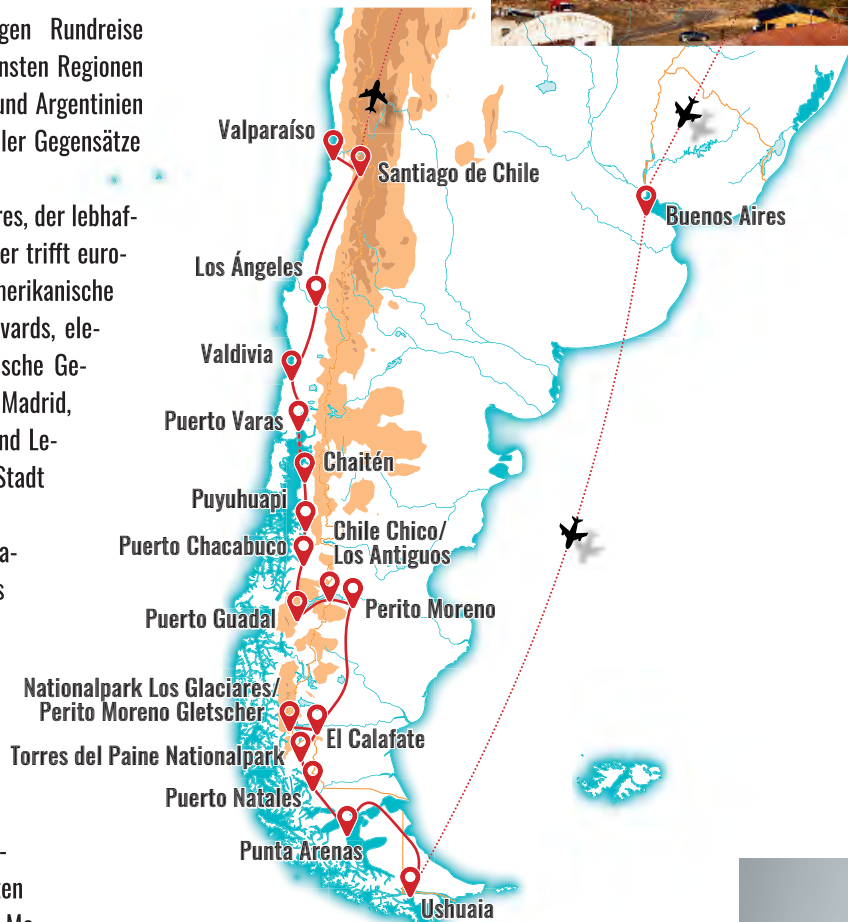 gen Rundreise
nsten Regionen
und Argentinien
ler Gegensätze
res, der lebhaf-
er trifft euro-
merikanische
vards, ele-
sche Ge-
Madrid,
nd Le-
Stadt
a-
s
Valparaíso
Santiago de Chile
Buenos Aires
Los Ángeles
Valdivia
Puerto Varas
Chaitén
Puyuhuapi
Chile Chico/
Los Antiguos
Puerto Chacabuco
Perito Moreno
Puerto Guadal
Nationalpark Los Glaciares/
Perito Moreno Gletscher
El Calafate
Torres del Paine Nationalpark
Puerto Natales
Punta Arenas
Ushuaia